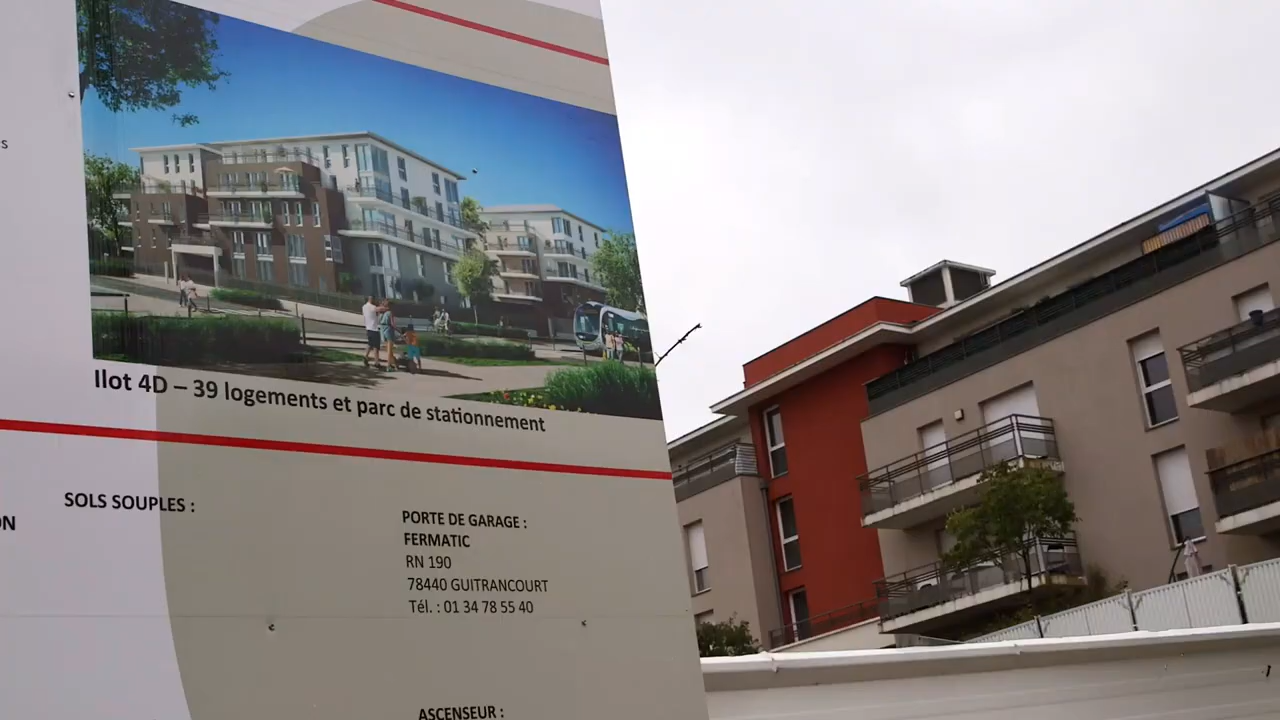 s
Ilot 4D – 39 logements et parc de stationnement
ON
SOLS SOUPLES :
PORTE DE GARAGE :
FERMATIC
RN 190
78440 GUITRANCOURT
Tél. : 01 34 78 55 40
ASCENSEUR :